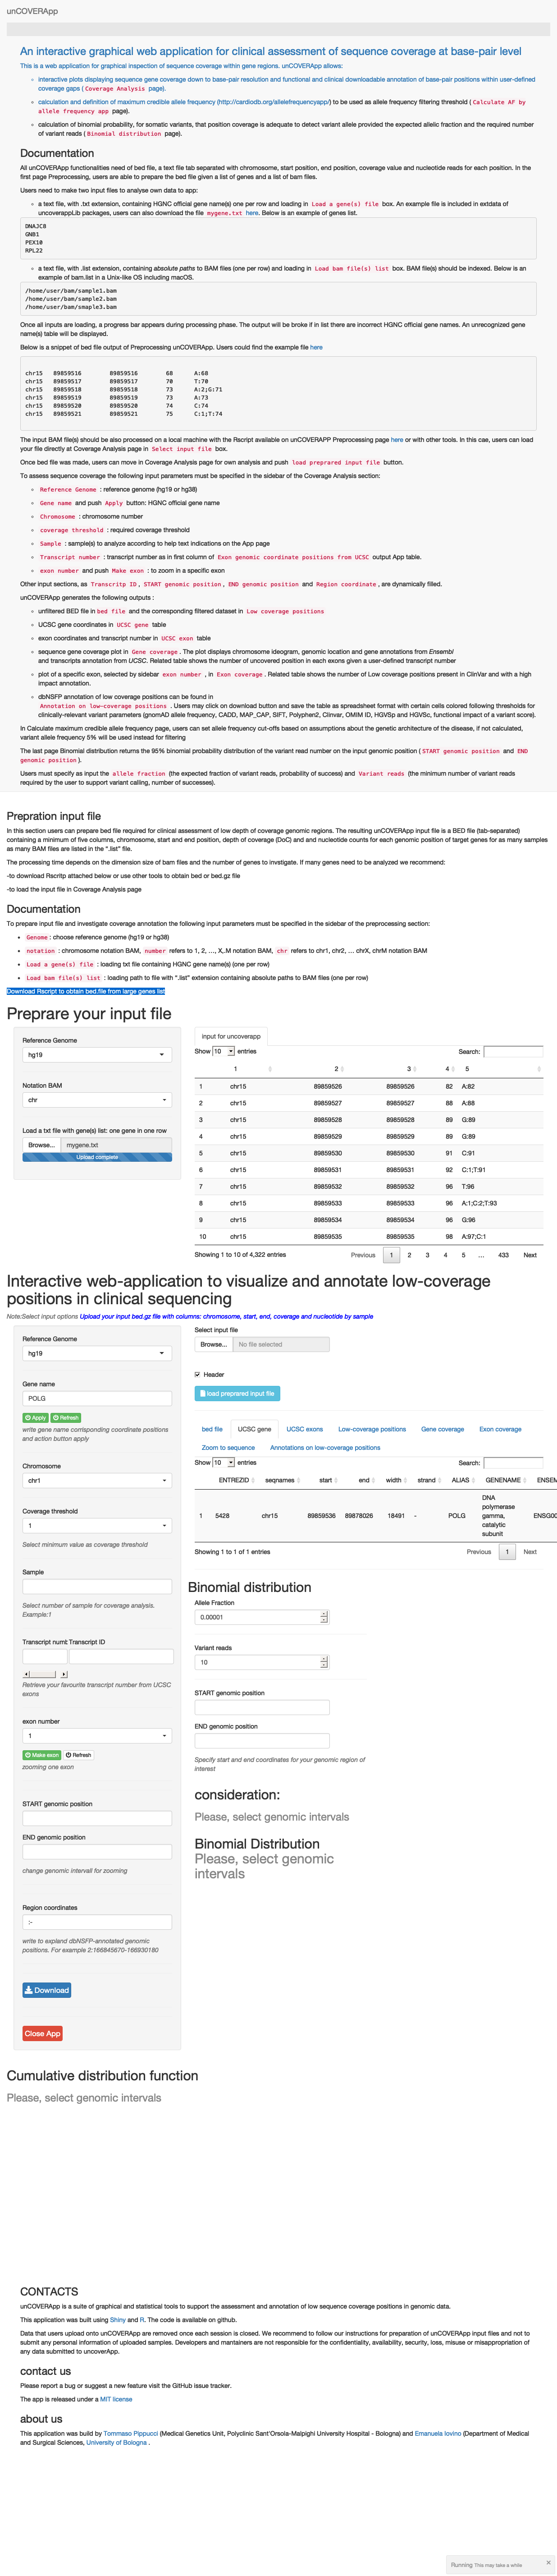 unCOVERApp
An interactive graphical web application for clinical assessment of sequence coverage at base-pair level
This is a web application for graphical inspection of sequence coverage within gene regions. unCOVERApp allows:
interactive plots displaying sequence gene coverage down to base-pair resolution and functional and clinical downloadable annotation of base-pair positions within user-defined
coverage gaps ( Coverage Analysis page).
calculation and definition of maximum credible allele frequency (http://cardiodb.org/allelefrequencyapp/) to be used as allele frequency filtering threshold ( Calculate AF by
allele frequency app page).
calculation of binomial probability, for somatic variants, that position coverage is adequate to detect variant allele provided the expected allelic fraction and the required number
of variant reads ( Binomial distribution page).
Documentation
All unCOVERApp functionalities need of bed file, a text file tab separated with chromosome, start position, end position, coverage value and nucleotide reads for each position. In the
first page Preprocessing, users are able to prepare the bed file given a list of genes and a list of bam files.
Users need to make two input files to analyse own data to app:
a text file, with .txt extension, containing HGNC official gene name(s) one per row and loading in Load a gene(s) file box. An example file is included in extdata of
uncoverappLib packages, users can also download the file mygene.txt here. Below is an example of genes list.
DNAJC8
GNB1
PEX10
RPL22
a text file, with .list extension, containing absolute paths to BAM files (one per row) and loading in Load bam file(s) list box. BAM file(s) should be indexed. Below is an
example of bam.list in a Unix-like OS including macOS.
/home/user/bam/sample1.bam
/home/user/bam/sample2.bam
/home/user/bam/smaple3.bam
Once all inputs are loading, a progress bar appears during prcessing phase. The output will be broke if in list there are incorrect HGNC official gene names. An unrecognized gene
name(s) table will be displayed.
Below is a snippet of bed file output of Preprocessing unCOVERApp. Users could find the example file here
chr15 89859516 89859516 68 A:68
chr15 89859517 89859517 70 T:70
chr15 89859518 89859518 73 A:2;G:71
chr15 89859519 89859519 73 A:73
chr15 89859520 89859520 74 C:74
chr15 89859521 89859521 75 C:1;T:74
The input BAM file(s) should be also processed on a local machine with the Rscript available on unCOVERAPP Preprocessing page here or with other tools. In this cae, users can load
your file directly at Coverage Analysis page in Select input file box.
Once bed file was made, users can move in Coverage Analysis page for own analysis and push load preprared input file button.
To assess sequence coverage the following input parameters must be specified in the sidebar of the Coverage Analysis section:
Reference Genome : reference genome (hg19 or hg38)
Gene name and push Apply button: HGNC official gene name
Chromosome : chromosome number
coverage threshold : required coverage threshold
Sample : sample(s) to analyze according to help text indications on the App page
Transcript number : transcript number as in first column of Exon genomic coordinate positions from UCSC output App table.
exon number and push Make exon : to zoom in a specific exon
Other input sections, as Transcritp ID , START genomic position , END genomic position and Region coordinate , are dynamically filled.
unCOVERApp generates the following outputs :
unfiltered BED file in bed file and the corresponding filtered dataset in Low coverage positions
UCSC gene coordinates in UCSC gene table
exon coordinates and transcript number in UCSC exon table
sequence gene coverage plot in Gene coverage . The plot displays chromosome ideogram, genomic location and gene annotations from Ensembl
and transcripts annotation from UCSC. Related table shows the number of uncovered position in each exons given a user-defined transcript number
plot of a specific exon, selected by sidebar exon number , in Exon coverage . Related table shows the number of Low coverage positions present in ClinVar and with a high
impact annotation.
dbNSFP annotation of low coverage positions can be found in
Annotation on low-coverage positions . Users may click on download button and save the table as spreadsheet format with certain cells colored following thresholds for
clinically-relevant parameters (gnomAD allele frequency, CADD, MAP_CAP, SIFT, Polyphen2, Clinvar, OMIM ID, HGVSp and HGVSc, functional impact of a variant score).
In Calculate maximum credible allele frequency page, users can set allele frequency cut-offs based on assumptions about the genetic architecture of the disease, if not calculated,
variant allele frequency 5% will be used instead for filtering
The last page Binomial distribution returns the 95% binomial probability distribution of the variant read number on the input genomic position ( START genomic position and END
genomic position ).
Users must specify as input the allele fraction (the expected fraction of variant reads, probability of success) and Variant reads (the minimum number of variant reads
required by the user to support variant calling, number of successes).
Prepration input file
In this section users can prepare bed file required for clinical assessment of low depth of coverage genomic regions. The resulting unCOVERApp input file is a BED file (tab-separated)
containing a minimum of five columns, chromosome, start and end position, depth of coverage (DoC) and and nucleotide counts for each genomic position of target genes for as many samples
as many BAM files are listed in the “.list” file.
The processing time depends on the dimension size of bam files and the number of genes to invstigate. If many genes need to be analyzed we recommend:
-to download Rscritp attached below or use other tools to obtain bed or bed.gz file
-to load the input file in Coverage Analysis page
Documentation
To prepare input file and investigate coverage annotation the following input parameters must be specified in the sidebar of the preprocessing section:
Genome : choose reference genome (hg19 or hg38)
notation : chromosome notation BAM, number refers to 1, 2, …, X,.M notation BAM, chr refers to chr1, chr2, … chrX, chrM notation BAM
Load a gene(s) file : loading txt file containing HGNC gene name(s) (one per row)
Load bam file(s) list : loading path to file with “.list” extension containing absolute paths to BAM files (one per row)
Download Rscript to obtain bed.file from large genes list
Preprare your input file
Reference Genome
hg19
Notation BAM
chr
Load a txt file with gene(s) list: one gene in one row
Browse... mygene.txt
Upload complete
input for uncoverapp
Show 10 entries Search:
1 2 3 4 5
1 chr15 89859526 89859526 82 A:82
2 chr15 89859527 89859527 88 A:88
3 chr15 89859528 89859528 89 G:89
4 chr15 89859529 89859529 89 G:89
5 chr15 89859530 89859530 91 C:91
6 chr15 89859531 89859531 92 C:1;T:91
7 chr15 89859532 89859532 96 T:96
8 chr15 89859533 89859533 96 A:1;C:2;T:93
9 chr15 89859534 89859534 96 G:96
10 chr15 89859535 89859535 98 A:97;C:1
Showing 1 to 10 of 4,322 entries Previous 1 2 3 4 5 … 433 Next
Interactive web-application to visualize and annotate low-coverage
positions in clinical sequencing
Note:Select input options Upload your input bed.gz file with columns: chromosome, start, end, coverage and nucleotide by sample
Reference Genome
hg19
Gene name
POLG
Apply Refresh
write gene name corrisponding coordinate positions
and action button apply
Chromosome
chr1
Coverage threshold
1
Select minimum value as coverage threshold
Sample
Select number of sample for coverage analysis.
Example:1
Transcript numl Transcript ID
Retrieve your favourite transcript number from UCSC
exons
exon number
1
Make exon Refresh
zooming one exon
START genomic position
END genomic position
change genomic intervall for zooming
Region coordinates
:-
write to expland dbNSFP-annotated genomic
positions. For example 2:166845670-166930180
Download
Close App
Select input file
Browse... No file selected
Header
load preprared input file
bed file UCSC gene UCSC exons Low-coverage positions Gene coverage Exon coverage
Zoom to sequence Annotations on low-coverage positions
Show 10 entries Search:
ENTREZID seqnames start end width strand ALIAS GENENAME ENSEM
1 5428 chr15 89859536 89878026 18491 - POLG DNA polymerase gamma, catalytic subunit ENSG00
Showing 1 to 1 of 1 entries Previous 1 Next
Binomial distribution
Allele Fraction
0.00001
Variant reads
10
START genomic position
END genomic position
Specify start and end coordinates for your genomic region of
interest
consideration:
Please, select genomic intervals
Binomial Distribution
Please, select genomic
intervals
Cumulative distribution function
Please, select genomic intervals
CONTACTS
unCOVERApp is a suite of graphical and statistical tools to support the assessment and annotation of low sequence coverage positions in genomic data.
This application was built using Shiny and R. The code is available on github.
Data that users upload onto unCOVERApp are removed once each session is closed. We recommend to follow our instructions for preparation of unCOVERApp input files and not to
submit any personal information of uploaded samples. Developers and mantainers are not responsible for the confidentiality, availability, security, loss, misuse or misappropriation of
any data submitted to uncoverApp.
contact us
Please report a bug or suggest a new feature visit the GitHub issue tracker.
The app is released under a MIT license
about us
This application was build by Tommaso Pippucci (Medical Genetics Unit, Polyclinic Sant'Orsola-Malpighi University Hospital - Bologna) and Emanuela Iovino (Department of Medical
and Surgical Sciences, University of Bologna .
Running This may take a while